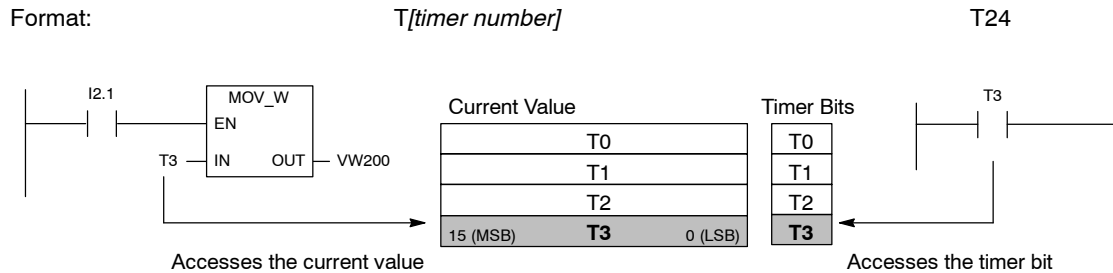 Format: T[timer number] T24
I2.1
MOV_W
EN
T3 IN OUT VW200
Current Value
T0
T1
T2
15 (MSB) T3 0 (LSB)
Timer Bits
T0
T1
T2
T3
T3
Accesses the current value
Accesses the timer bit